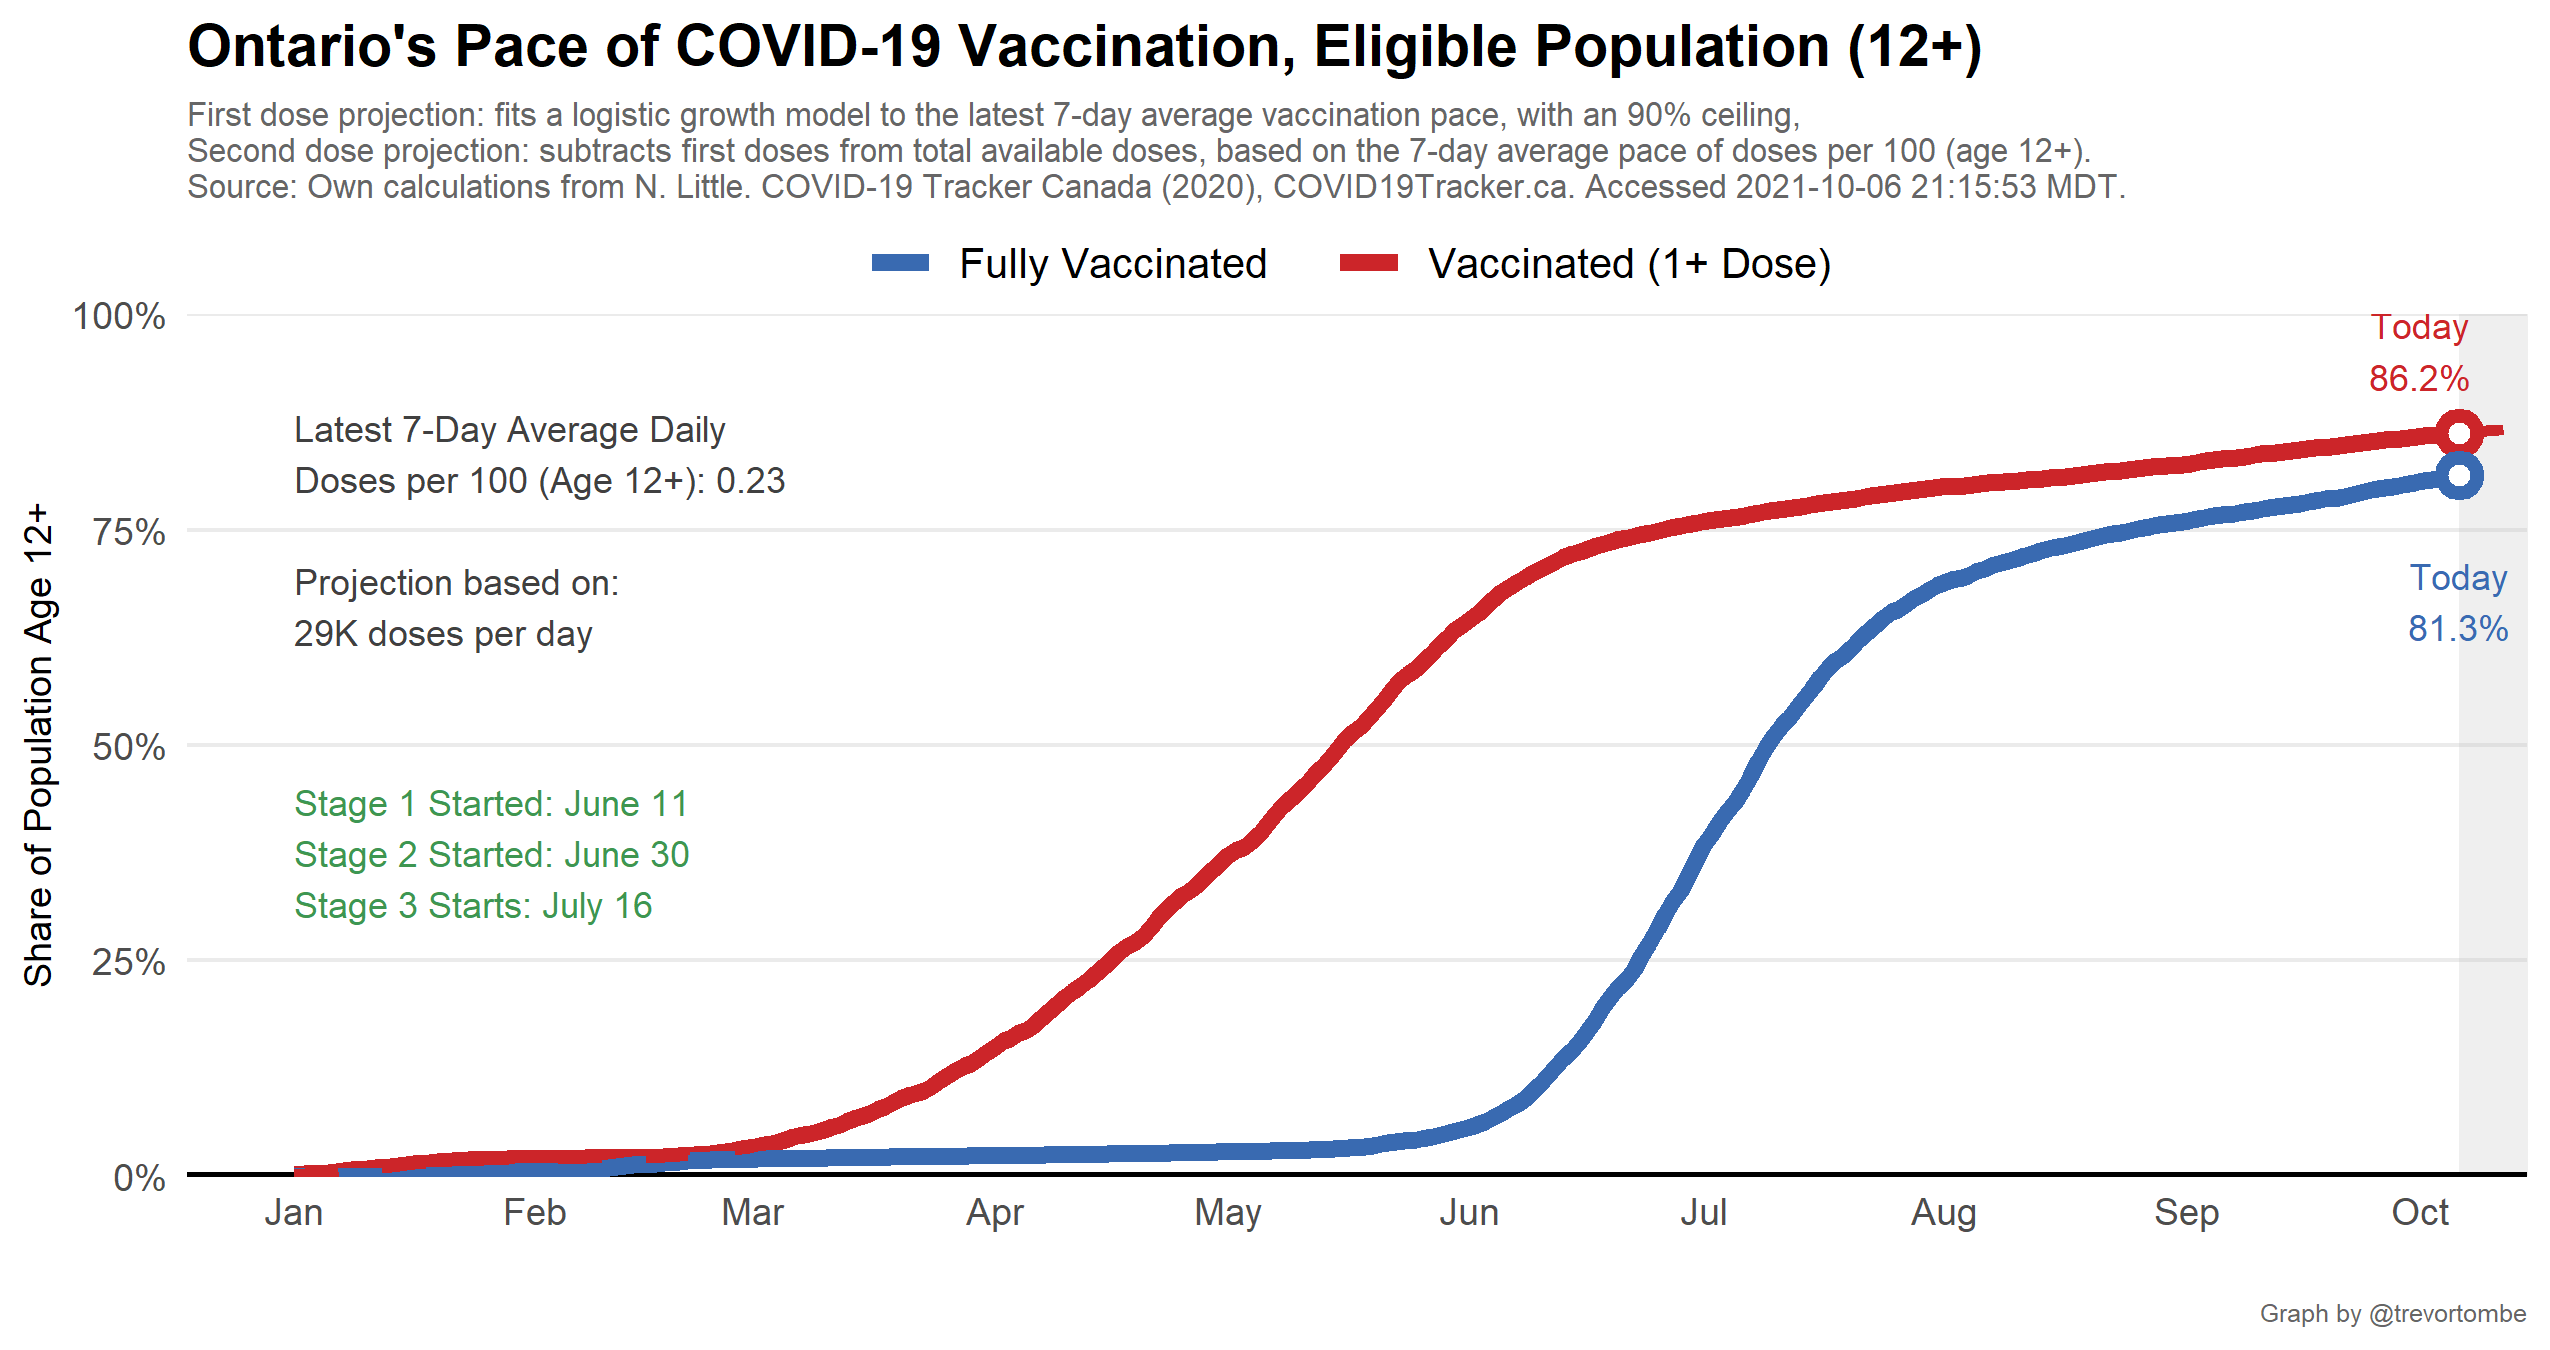 Ontario's Pace of COVID-19 Vaccination, Eligible Population (12+)
First dose projection: fits a logistic growth model to the latest 7-day average vaccination pace, with an 90% ceiling,
Second dose projection: subtracts first doses from total available doses, based on the 7-day average pace of doses per 100 (age 12+).
Source: Own calculations from N. Little. COVID-19 Tracker Canada (2020), COVID19Tracker.ca. Accessed 2021-10-06 21:15:53 MDT.
Fully Vaccinated
Vaccinated (1+ Dose)
Share of Population Age 12+
100%
75%
50%
25%
0%
Today
86.2%
Latest 7-Day Average Daily
Doses per 100 (Age 12+): 0.23
Projection based on:
29K doses per day
Today
81.3%
Stage 1 Started: June 11
Stage 2 Started: June 30
Stage 3 Starts: July 16
Jan Feb Mar Apr May Jun Jul Aug Sep Oct
Graph by @trevortombe